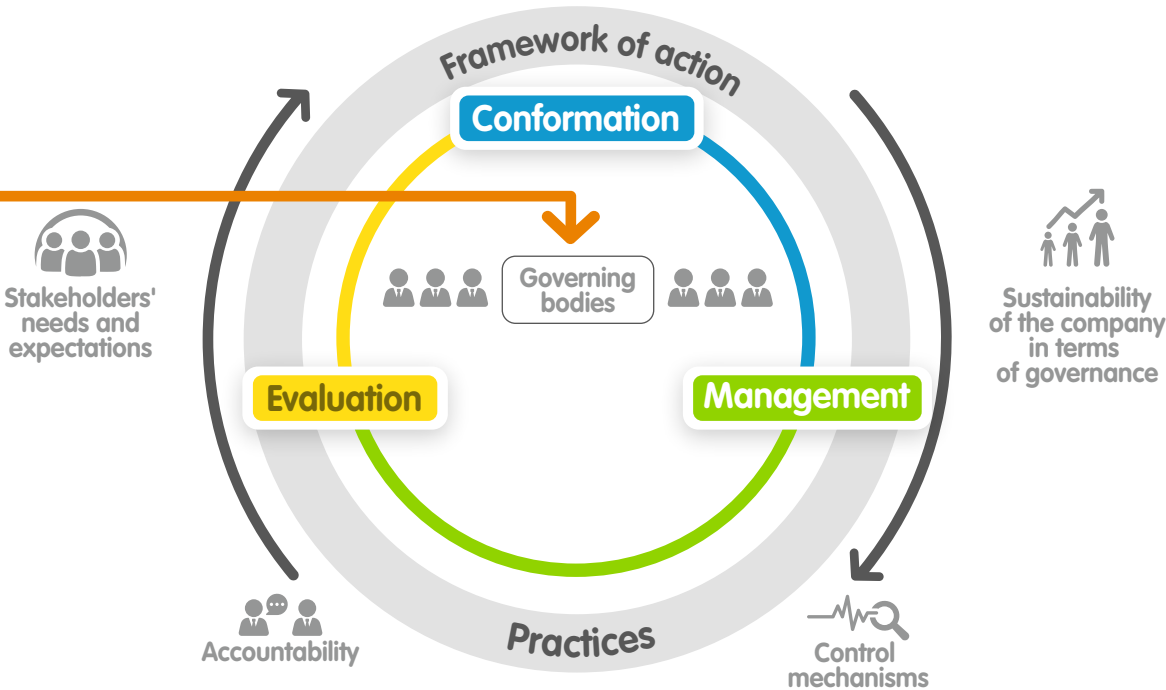 Framework of action
Conformation
Governing
bodies
Stakeholders'
needs and
expectations
Sustainability
of the company
in terms
of governance
Evaluation
Management
Practices
Accountability
Control
mechanisms